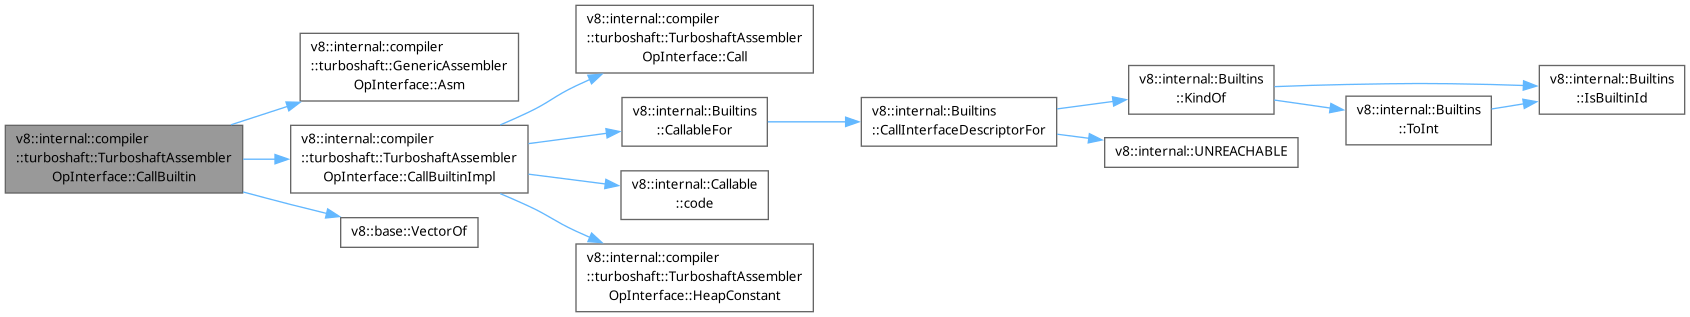 v8::internal::compiler
::turboshaft::TurboshaftAssembler
OpInterface::CallBuiltin
v8::internal::compiler
::turboshaft::GenericAssembler
OpInterface::Asm
v8::internal::compiler
::turboshaft::TurboshaftAssembler
OpInterface::CallBuiltinImpl
v8::base::VectorOf
v8::internal::compiler
::turboshaft::TurboshaftAssembler
OpInterface::Call
v8::internal::Builtins
::CallableFor
v8::internal::Callable
::code
v8::internal::compiler
::turboshaft::TurboshaftAssembler
OpInterface::HeapConstant
v8::internal::Builtins
::CallInterfaceDescriptorFor
v8::internal::Builtins
::KindOf
v8::internal::UNREACHABLE
v8::internal::Builtins
::ToInt
v8::internal::Builtins
::IsBuiltinId